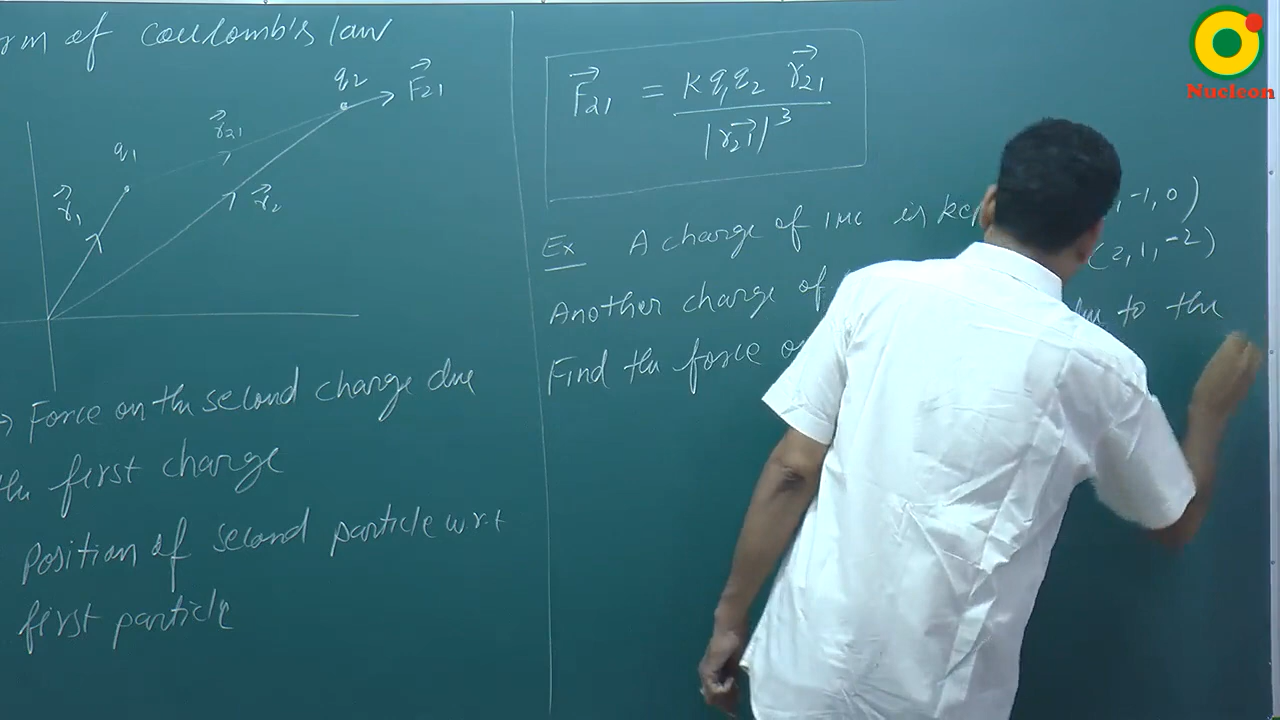 orm of coulomb's law
q2
F21
r21
q1
r1
r2
→ Force on the second charge due
the first charge
Position of second particle w.r.t
first particle
F21 = K q1 q2 r21
|r21|^3
Ex A charge of 1MC is , -1, 0)
Another charge of (2, 1, -2)
Find the force to the
Nucleon